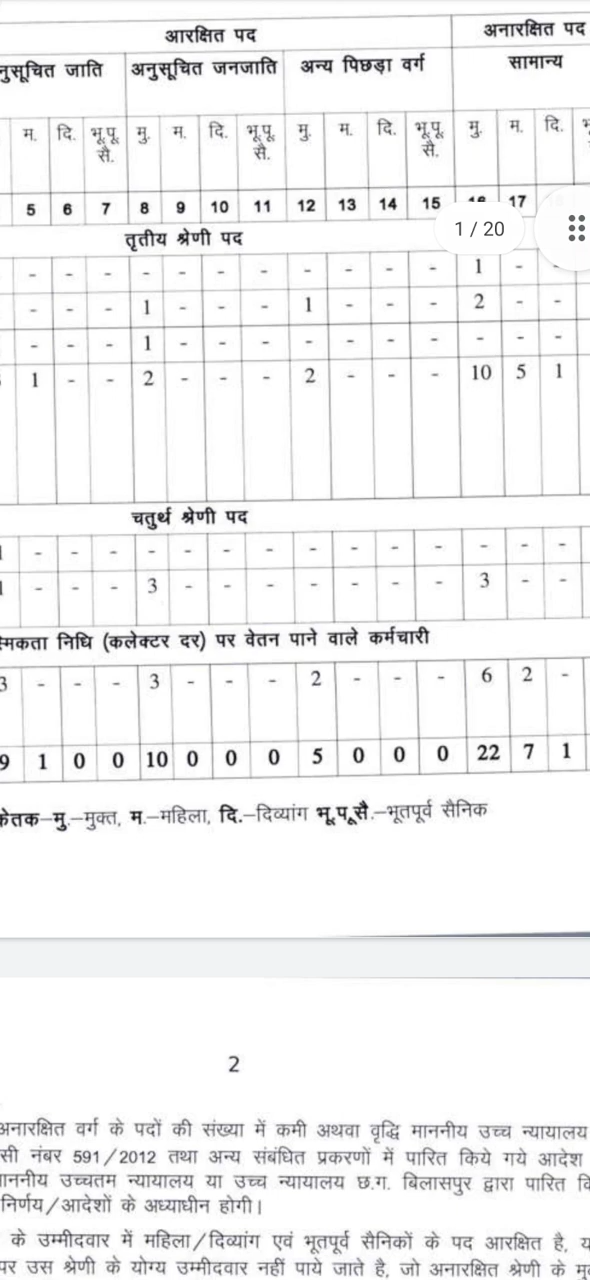 आरक्षित पद अनारक्षित पद
नुसूचित जाति अनुसूचित जनजाति अन्य पिछड़ा वर्ग सामान्य
म. दि. भू.पू. सै. मु. म. दि. भू.पू. सै. मु. म. दि. भू.पू. सै. मु. म. दि.
5 6 7 8 9 10 11 12 13 14 15 16 17
1 / 20
तृतीय श्रेणी पद
- - - - - - - - - - - 1 - -
- - - 1 - - - 1 - - - 2 - -
- - - 1 - - - - - - - - - -
1 - - 2 - - - 2 - - - 10 5 1
चतुर्थ श्रेणी पद
- - - - - - - - - - - - - -
- - - 3 - - - - - - - 3 - -
स्मिकता निधि (कलेक्टर दर) पर वेतन पाने वाले कर्मचारी
3 - - - 3 - - - 2 - - - 6 2 -
9 1 0 0 10 0 0 0 5 0 0 0 22 7 1
केतक–मु.–मुक्त, म.–महिला, दि.–दिव्यांग भू.पू.सै.–भूतपूर्व सैनिक
2
अनारक्षित वर्ग के पदों की संख्या में कमी अथवा वृद्धि माननीय उच्च न्यायालय
सी नंबर 591/2012 तथा अन्य संबंधित प्रकरणों में पारित किये गये आदेश
माननीय उच्चतम न्यायालय या उच्च न्यायालय छ.ग. बिलासपुर द्वारा पारित कि
निर्णय/आदेशों के अध्याधीन होगी।
के उम्मीदवार में महिला/दिव्यांग एवं भूतपूर्व सैनिकों के पद आरक्षित है, य
पर उस श्रेणी के योग्य उम्मीदवार नहीं पाये जाते है, जो अनारक्षित श्रेणी के मु